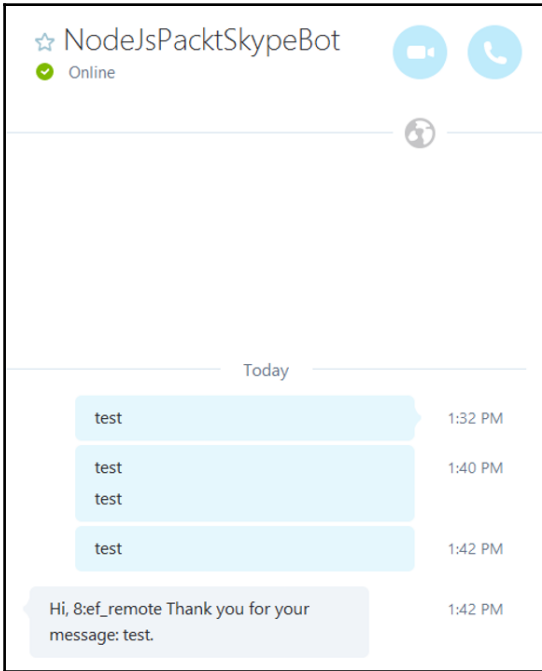 NodeJsPacktSkypeBot
Online
Today
test 1:32 PM
test 1:40 PM
test
test 1:42 PM
Hi, 8:ef_remote Thank you for your 1:42 PM
message: test.